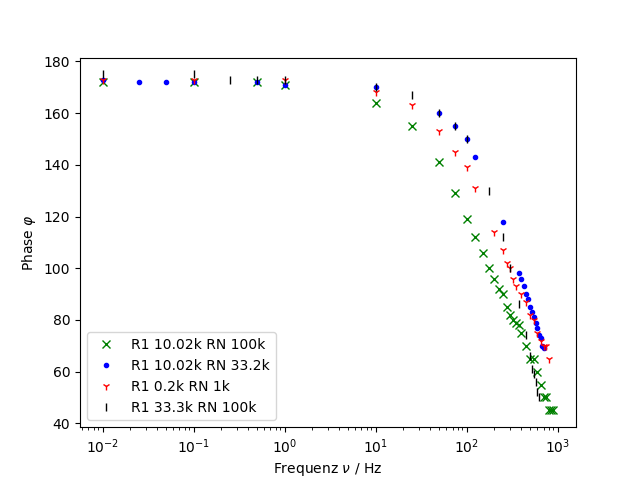 180
160
140
120
100
80
60
40
Phase φ
R1 10.02k RN 100k
R1 10.02k RN 33.2k
R1 0.2k RN 1k
R1 33.3k RN 100k
10⁻² 10⁻¹ 10⁰ 10¹ 10² 10³
Frequenz ν / Hz